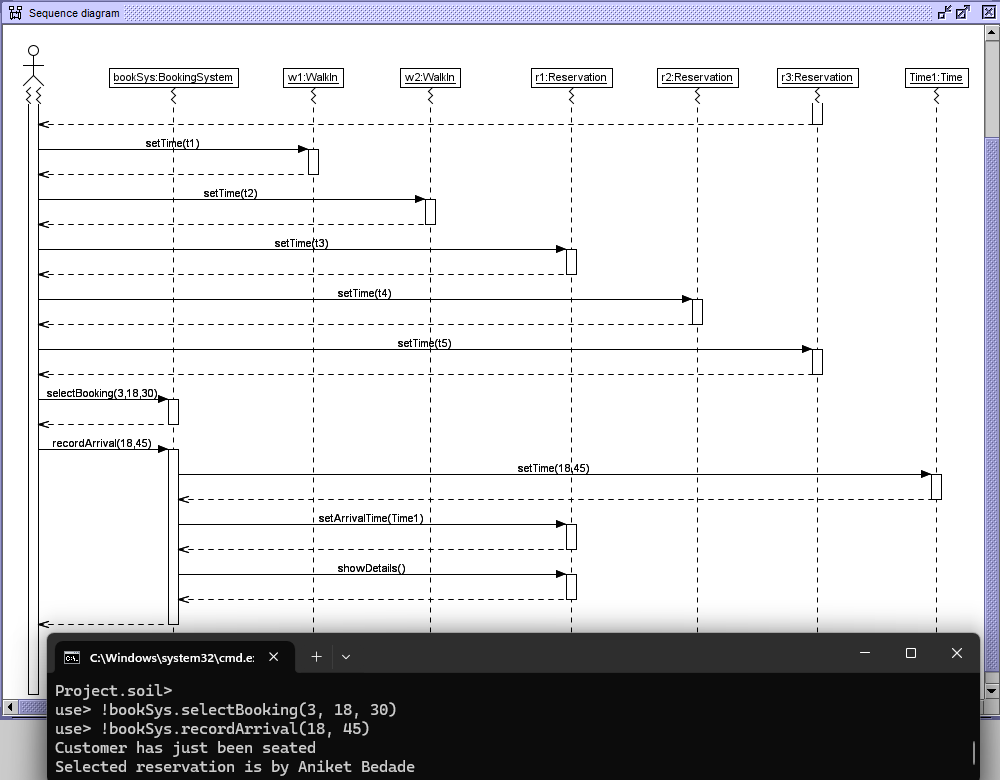 Sequence diagram
bookSys:BookingSystem
w1:WalkIn
w2:WalkIn
r1:Reservation
r2:Reservation
r3:Reservation
Time1:Time
setTime(t1)
setTime(t2)
setTime(t3)
setTime(t4)
setTime(t5)
selectBooking(3,18,30)
recordArrival(18,45)
setTime(18,45)
setArrivalTime(Time1)
showDetails()
C:\Windows\system32\cmd.e:
Project.soil>
use> !bookSys.selectBooking(3, 18, 30)
use> !bookSys.recordArrival(18, 45)
Customer has just been seated
Selected reservation is by Aniket Bedade